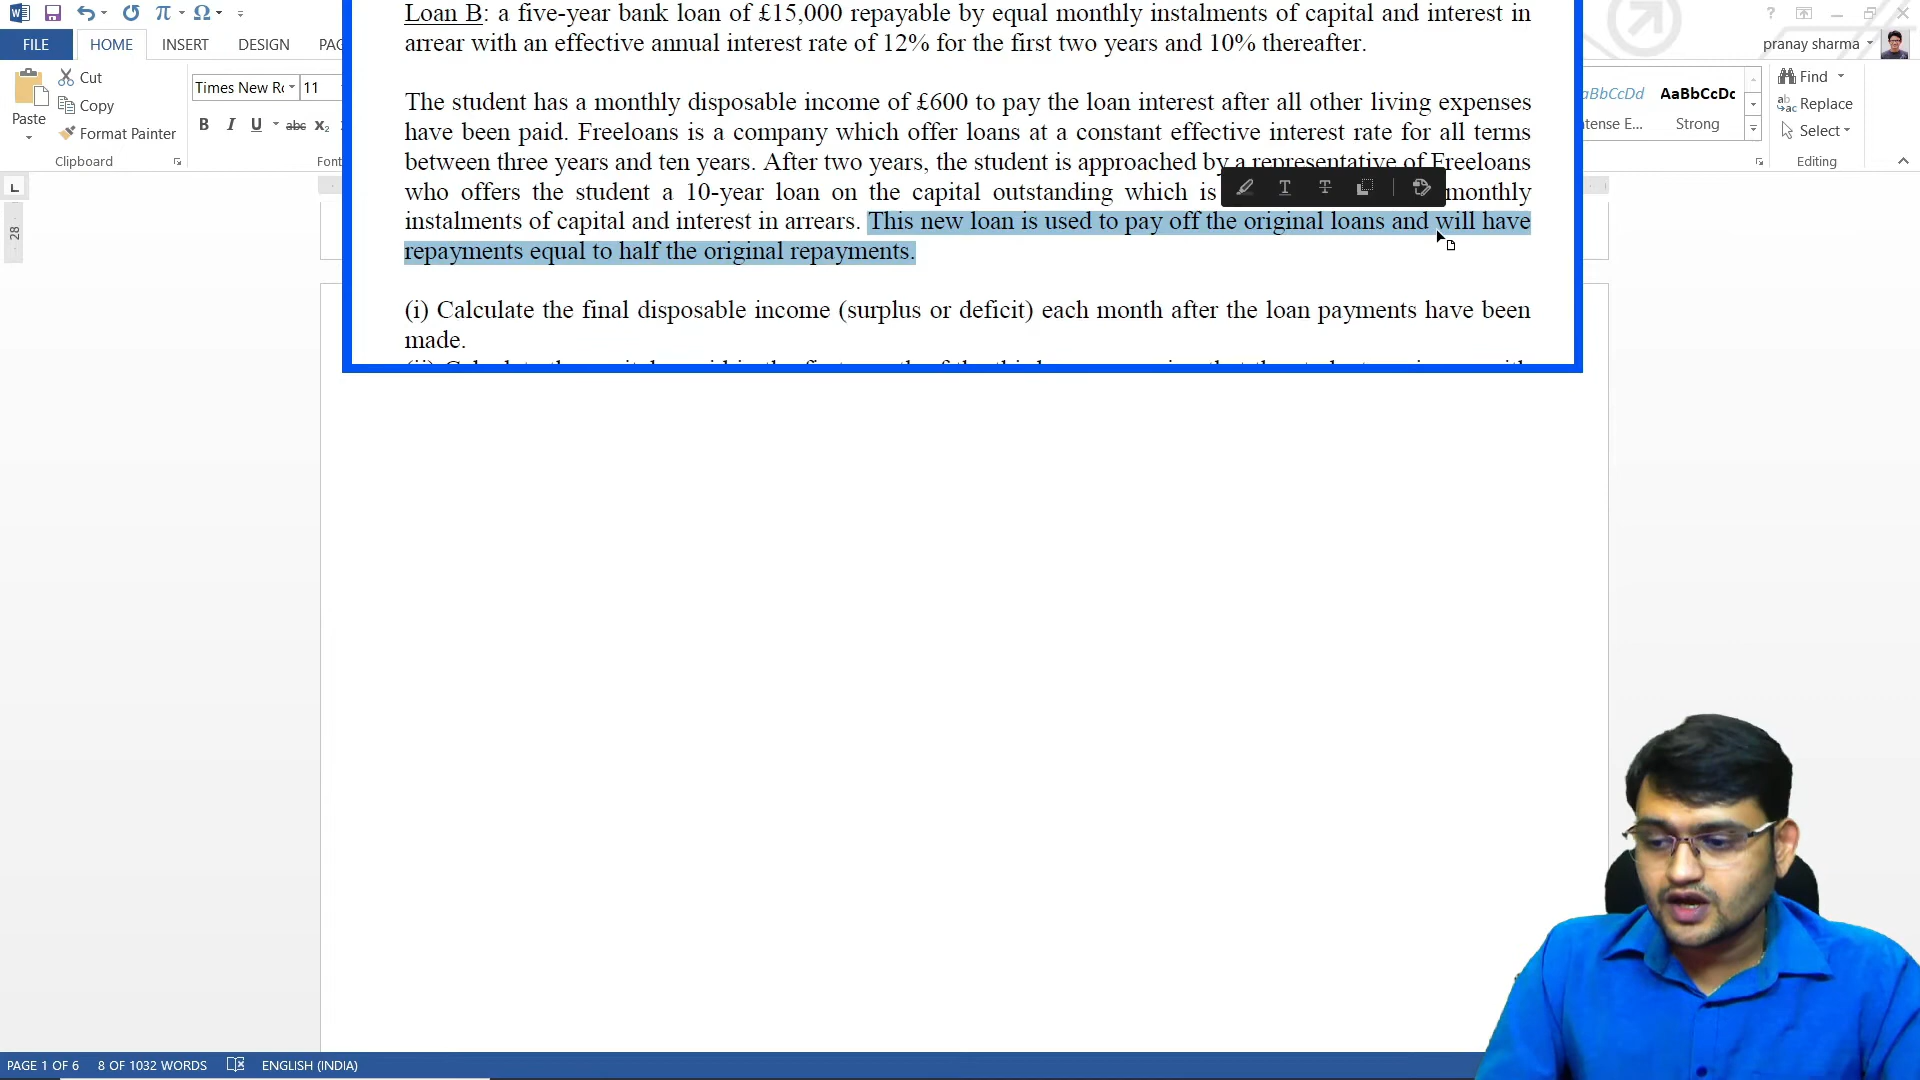 Loan B: a five-year bank loan of £15,000 repayable by equal monthly instalments of capital and interest in
arrear with an effective annual interest rate of 12% for the first two years and 10% thereafter.
FILE
HOME
INSERT
DESIGN
PAG
pranay sharma
Paste
Cut
Copy
Format Painter
Clipboard
Times New Ro
11
B I U abc x₂
Font
The student has a monthly disposable income of £600 to pay the loan interest after all other living expenses
have been paid. Freeloans is a company which offer loans at a constant effective interest rate for all terms
between three years and ten years. After two years, the student is approached by a representative of Freeloans
who offers the student a 10-year loan on the capital outstanding which is monthly
instalments of capital and interest in arrears. This new loan is used to pay off the original loans and will have
repayments equal to half the original repayments.
(i) Calculate the final disposable income (surplus or deficit) each month after the loan payments have been
made.
AaBbCcDc
ntense E...
Strong
Find
Replace
Select
Editing
28
PAGE 1 OF 6
8 OF 1032 WORDS
ENGLISH (INDIA)